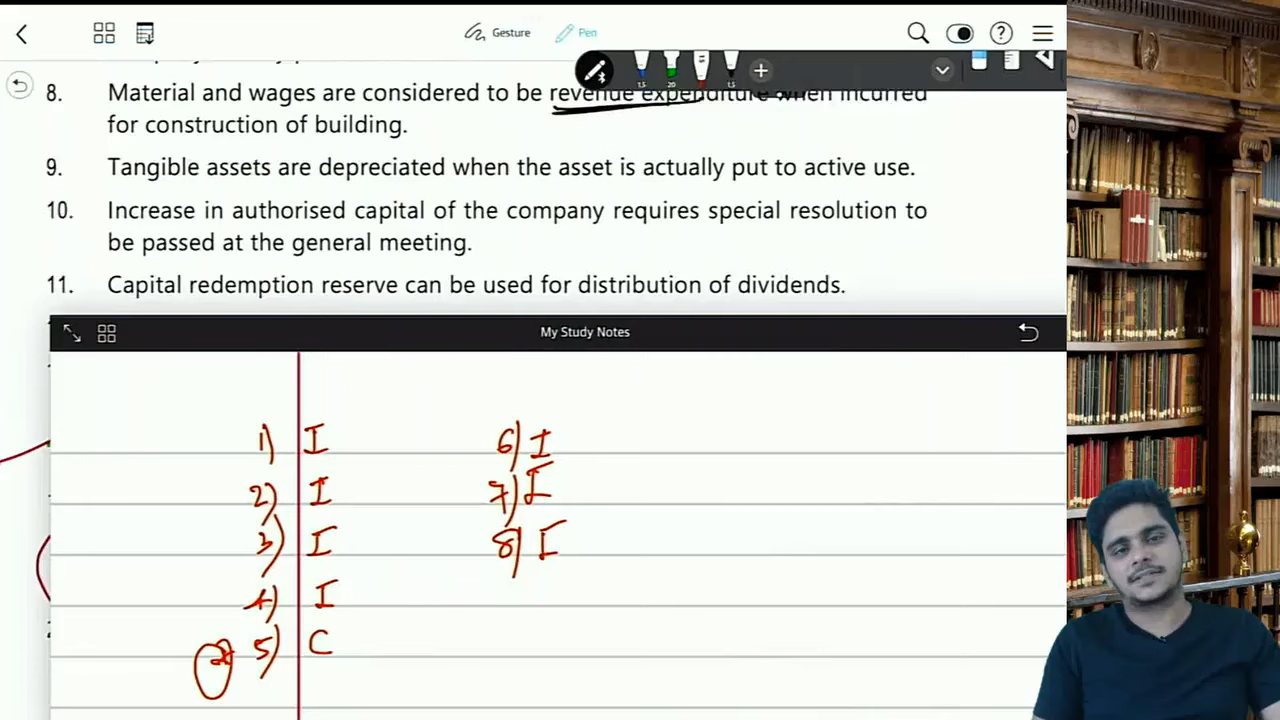 Gesture Pen
8. Material and wages are considered to be revenue expenditure when incurred
for construction of building.
9. Tangible assets are depreciated when the asset is actually put to active use.
10. Increase in authorised capital of the company requires special resolution to
be passed at the general meeting.
11. Capital redemption reserve can be used for distribution of dividends.
My Study Notes
1) I 6) I
2) I 7) I
3) I 8) I
4) I
5) C